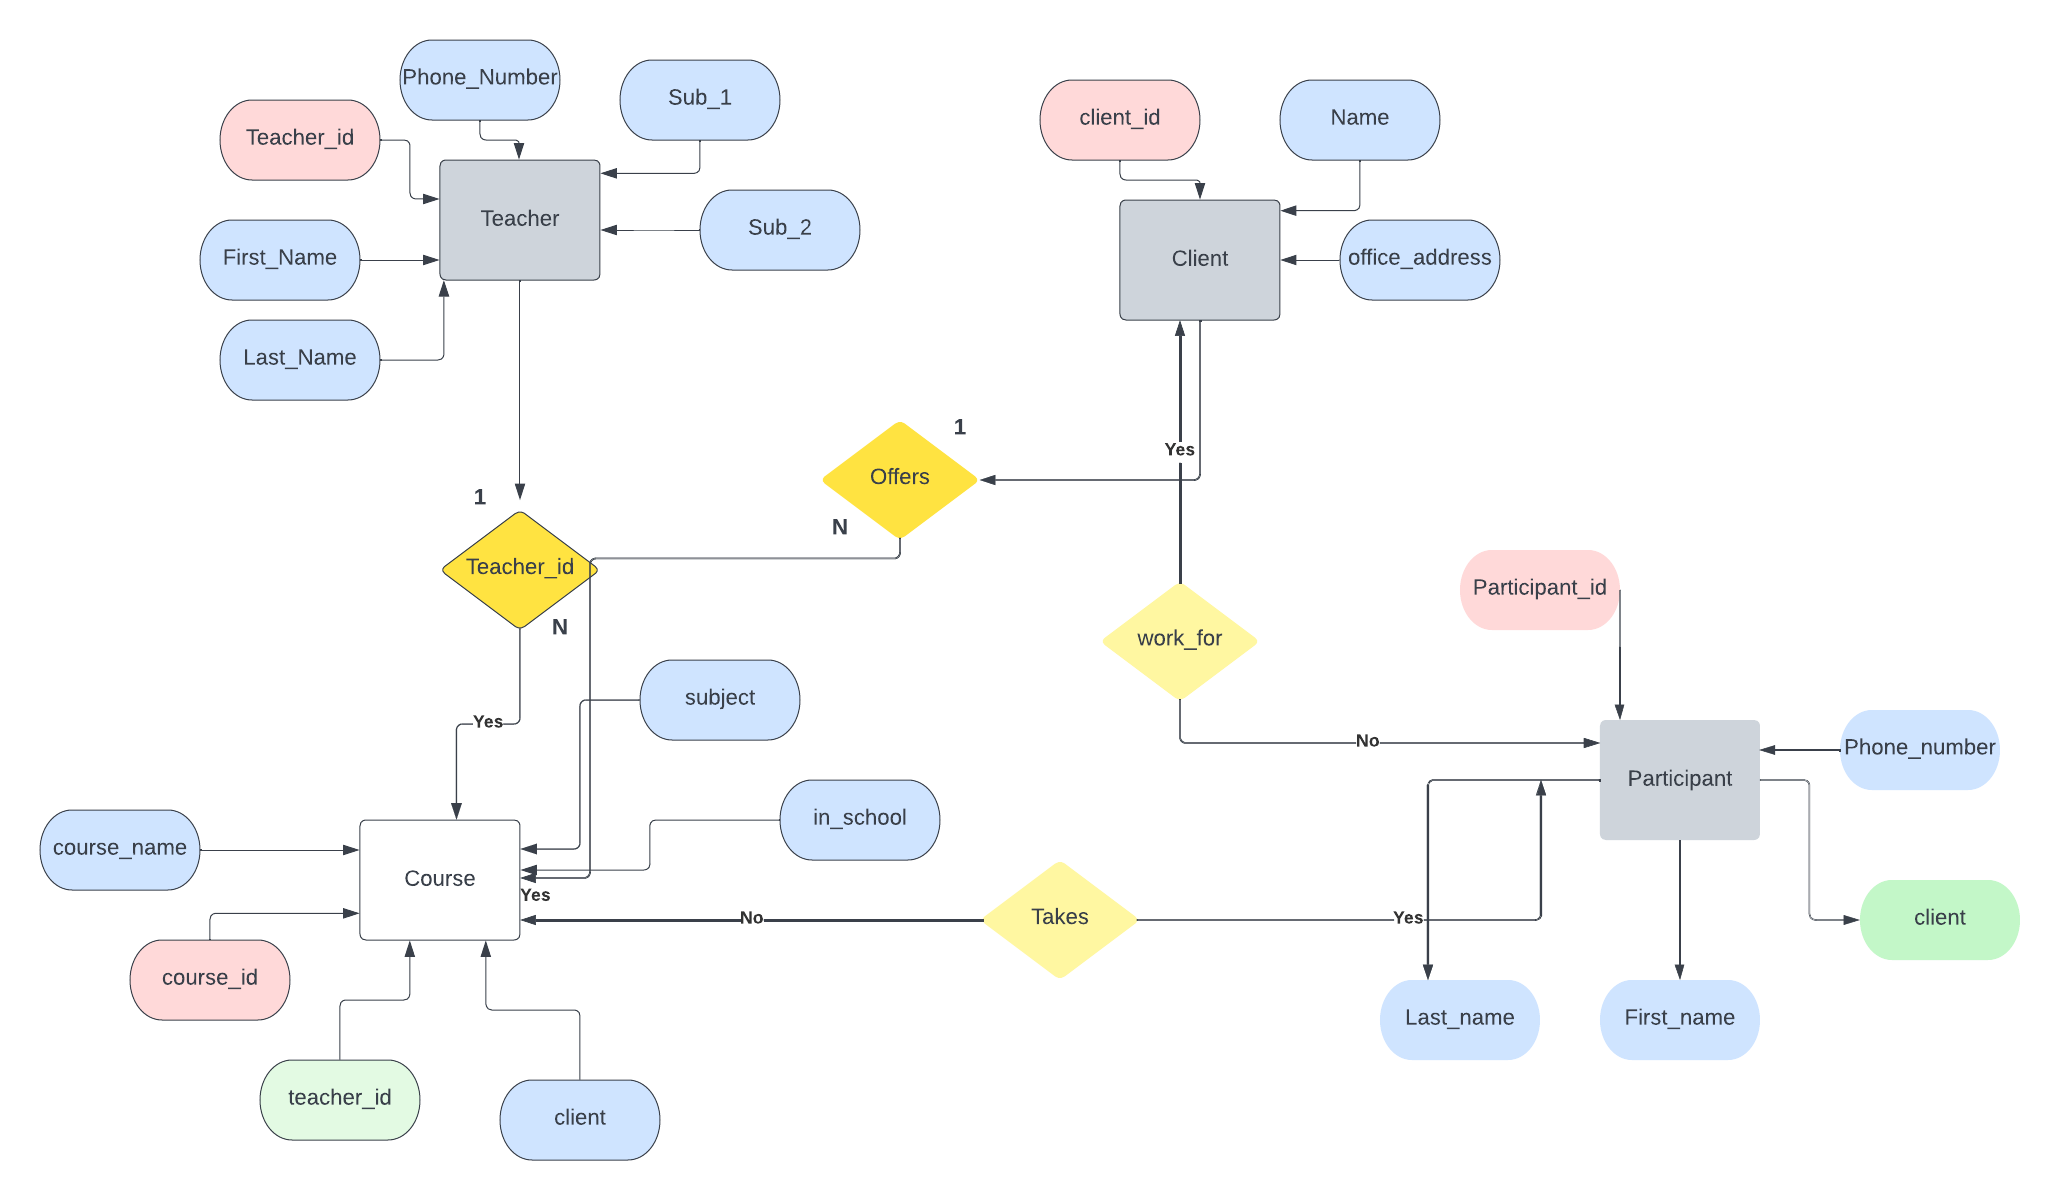 Phone_Number
Sub_1
Teacher_id
client_id
Name
Teacher
Sub_2
First_Name
Client
office_address
Last_Name
1
Yes
Offers
1
N
Teacher_id
N
work_for
Participant_id
subject
Yes
No
Phone_number
Participant
in_school
course_name
Course
Yes
No
Takes
Yes
client
course_id
Last_name
First_name
teacher_id
client